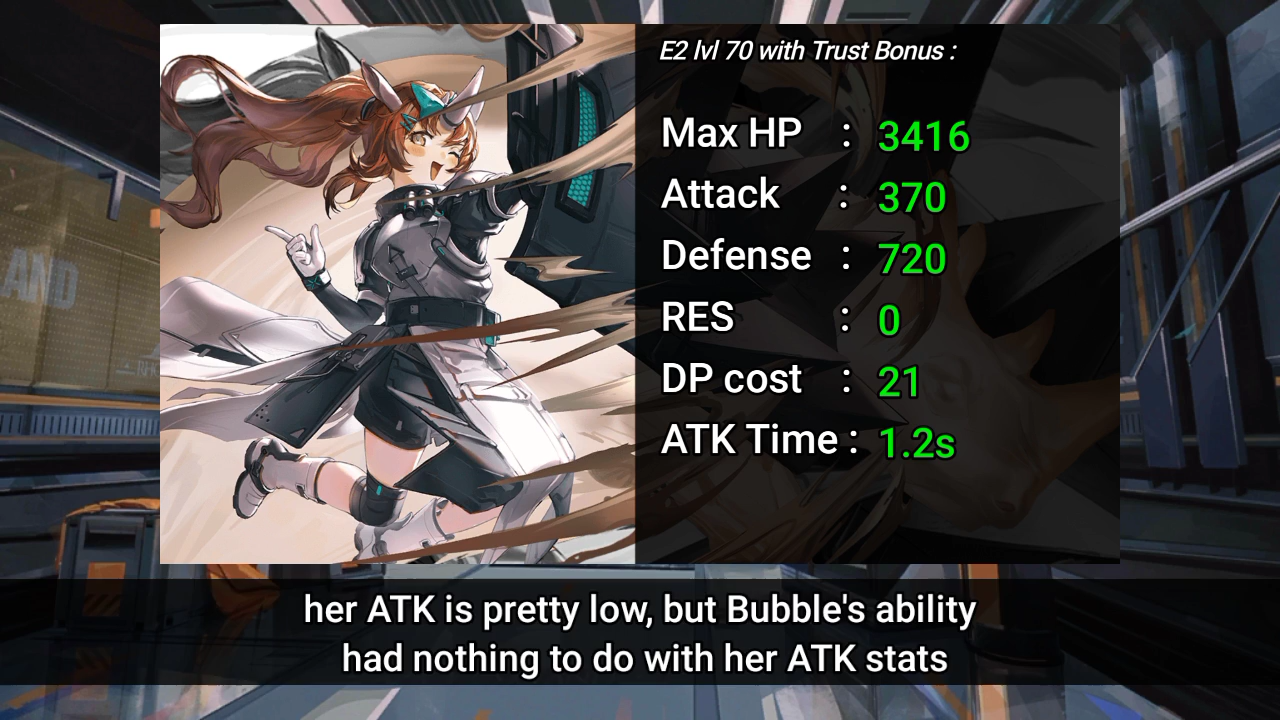 E2 lvl 70 with Trust Bonus :
Max HP : 3416
Attack : 370
Defense : 720
RES : 0
DP cost : 21
ATK Time : 1.2s
AND
her ATK is pretty low, but Bubble's ability
had nothing to do with her ATK stats